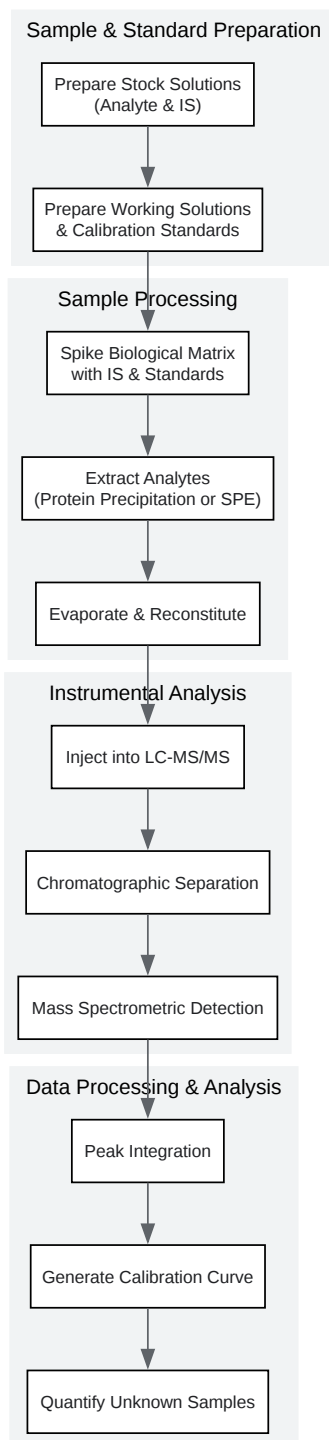 Sample & Standard Preparation
Prepare Stock Solutions
(Analyte & IS)
Prepare Working Solutions
& Calibration Standards
Sample Processing
Spike Biological Matrix
with IS & Standards
Extract Analytes
(Protein Precipitation or SPE)
Evaporate & Reconstitute
Instrumental Analysis
Inject into LC-MS/MS
Chromatographic Separation
Mass Spectrometric Detection
Data Processing & Analysis
Peak Integration
Generate Calibration Curve
Quantify Unknown Samples